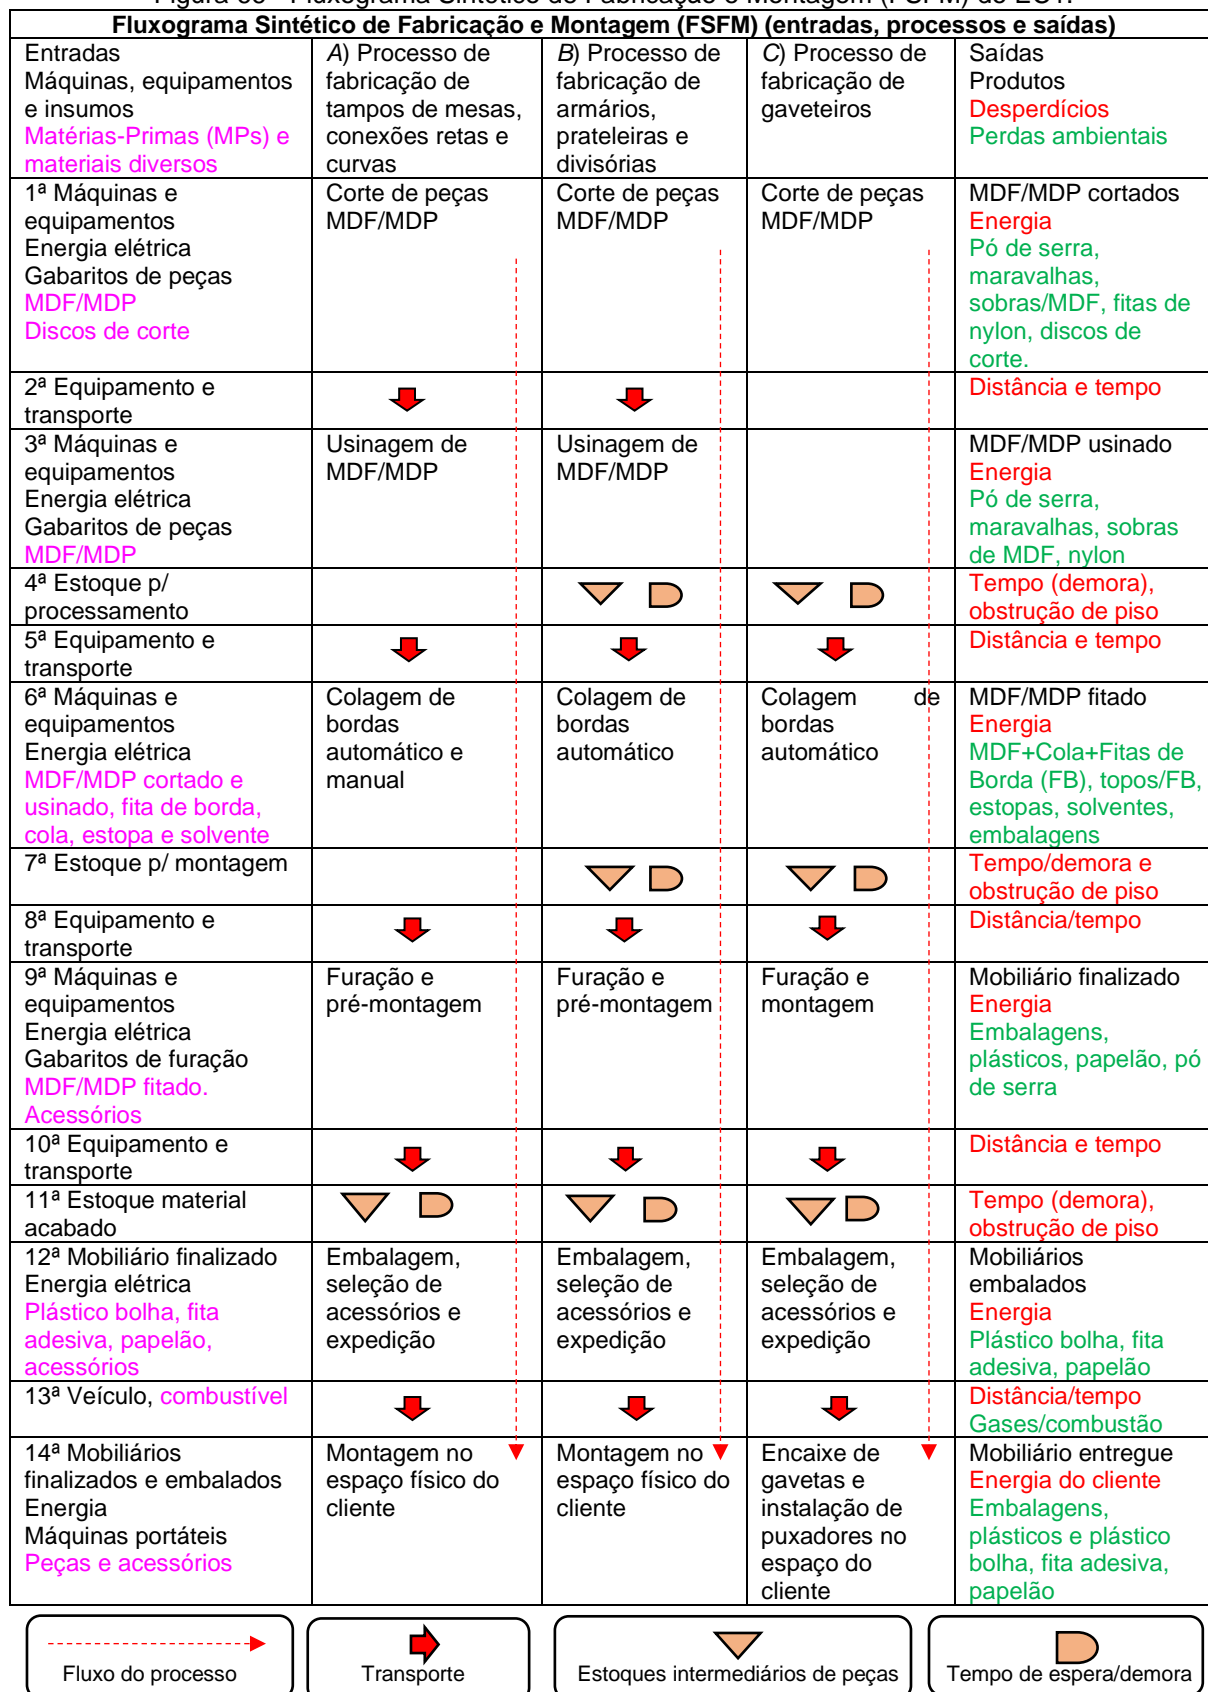 Fluxograma Sintético de Fabricação e Montagem (FSFM) (entradas, processos e saídas)
Entradas
Máquinas, equipamentos
e insumos
Matérias-Primas (MPs) e
materiais diversos
A) Processo de
fabricação de
tampos de mesas,
conexões retas e
curvas
B) Processo de
fabricação de
armários,
prateleiras e
divisórias
C) Processo de
fabricação de
gaveteiros
Saídas
Produtos
Desperdícios
Perdas ambientais
1ª Máquinas e
equipamentos
Energia elétrica
Gabaritos de peças
MDF/MDP
Discos de corte
Corte de peças
MDF/MDP
Corte de peças
MDF/MDP
Corte de peças
MDF/MDP
MDF/MDP cortados
Energia
Pó de serra,
maravalhas,
sobras/MDF, fitas de
nylon, discos de
corte.
2ª Equipamento e
transporte
Distância e tempo
3ª Máquinas e
equipamentos
Energia elétrica
Gabaritos de peças
MDF/MDP
Usinagem de
MDF/MDP
Usinagem de
MDF/MDP
MDF/MDP usinado
Energia
Pó de serra,
maravalhas, sobras
de MDF, nylon
4ª Estoque p/
processamento
Tempo (demora),
obstrução de piso
5ª Equipamento e
transporte
Distância e tempo
6ª Máquinas e
equipamentos
Energia elétrica
MDF/MDP cortado e
usinado, fita de borda,
cola, estopa e solvente
Colagem de
bordas
automático e
manual
Colagem de
bordas
automático
Colagem de
bordas
automático
MDF/MDP fitado
Energia
MDF+Cola+Fitas de
Borda (FB), topos/FB,
estopas, solventes,
embalagens
7ª Estoque p/ montagem
Tempo/demora e
obstrução de piso
8ª Equipamento e
transporte
Distância/tempo
9ª Máquinas e
equipamentos
Energia elétrica
Gabaritos de furação
MDF/MDP fitado.
Acessórios
Furação e
pré-montagem
Furação e
pré-montagem
Furação e
montagem
Mobiliário finalizado
Energia
Embalagens,
plásticos, papelão, pó
de serra
10ª Equipamento e
transporte
Distância e tempo
11ª Estoque material
acabado
Tempo (demora),
obstrução de piso
12ª Mobiliário finalizado
Energia elétrica
Plástico bolha, fita
adesiva, papelão,
acessórios
Embalagem,
seleção de
acessórios e
expedição
Embalagem,
seleção de
acessórios e
expedição
Embalagem,
seleção de
acessórios e
expedição
Mobiliários
embalados
Energia
Plástico bolha, fita
adesiva, papelão
13ª Veículo, combustível
Distância/tempo
Gases/combustão
14ª Mobiliários
finalizados e embalados
Energia
Máquinas portáteis
Peças e acessórios
Montagem no
espaço físico do
cliente
Montagem no
espaço físico do
cliente
Encaixe de
gavetas e
instalação de
puxadores no
espaço do
cliente
Mobiliário entregue
Energia do cliente
Embalagens,
plásticos e plástico
bolha, fita adesiva,
papelão
Fluxo do processo
Transporte
Estoques intermediários de peças
Tempo de espera/demora